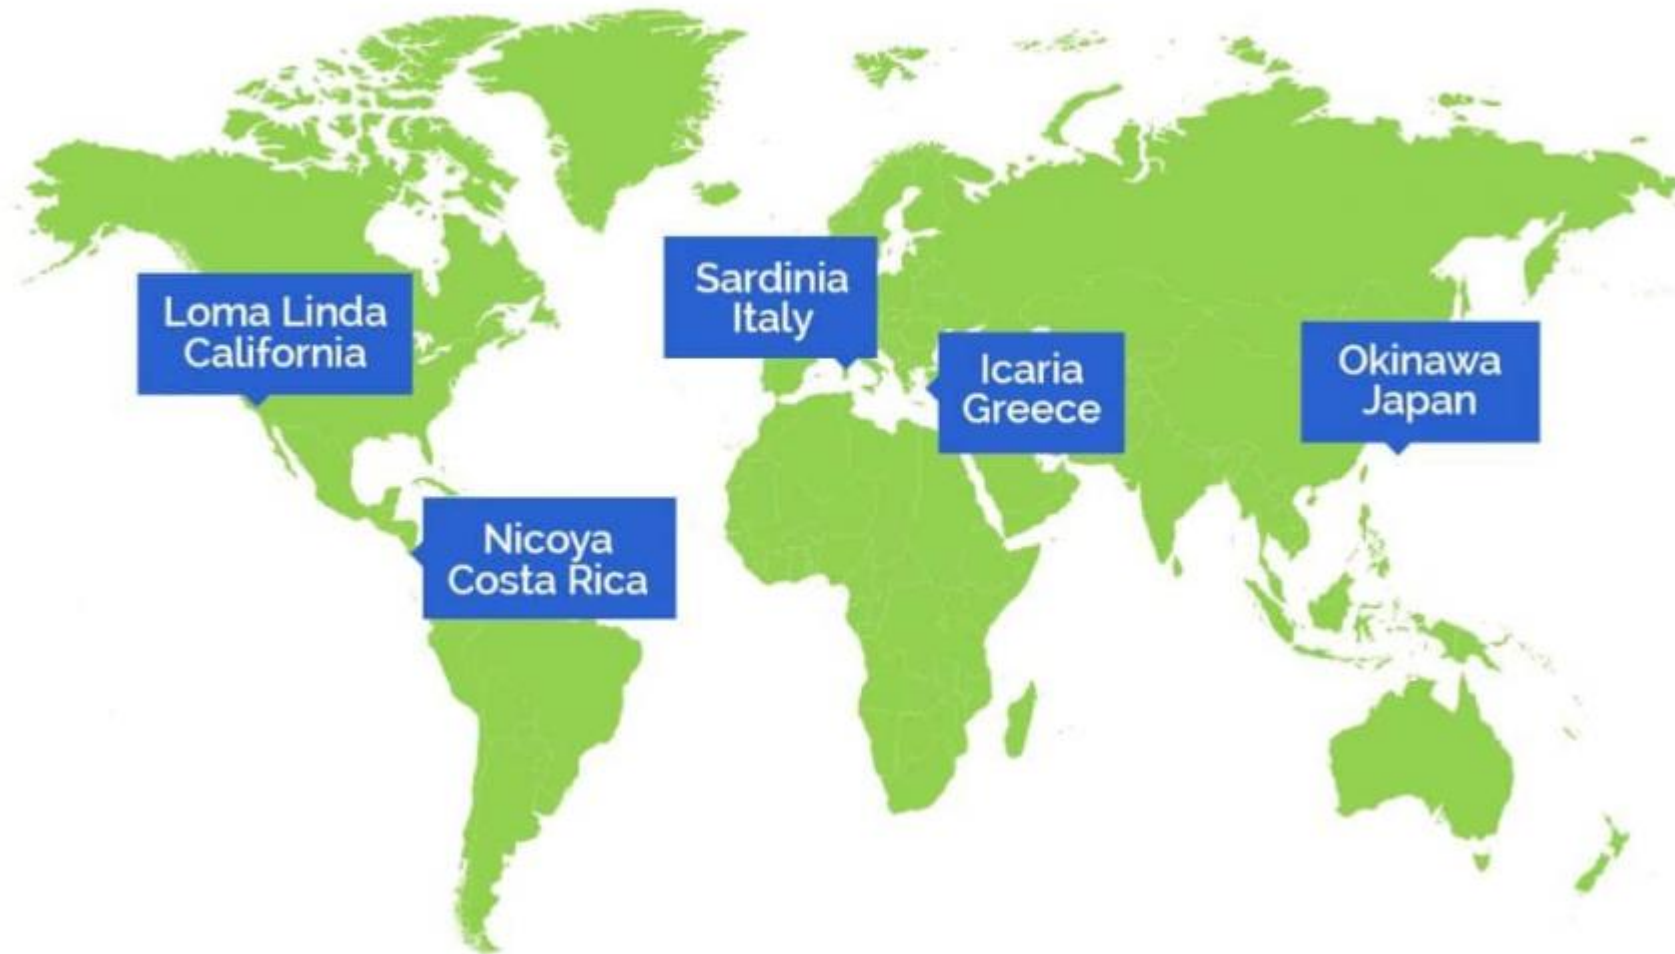 Loma Linda
California
Sardinia
Italy
Icaria
Greece
Okinawa
Japan
Nicoya
Costa Rica